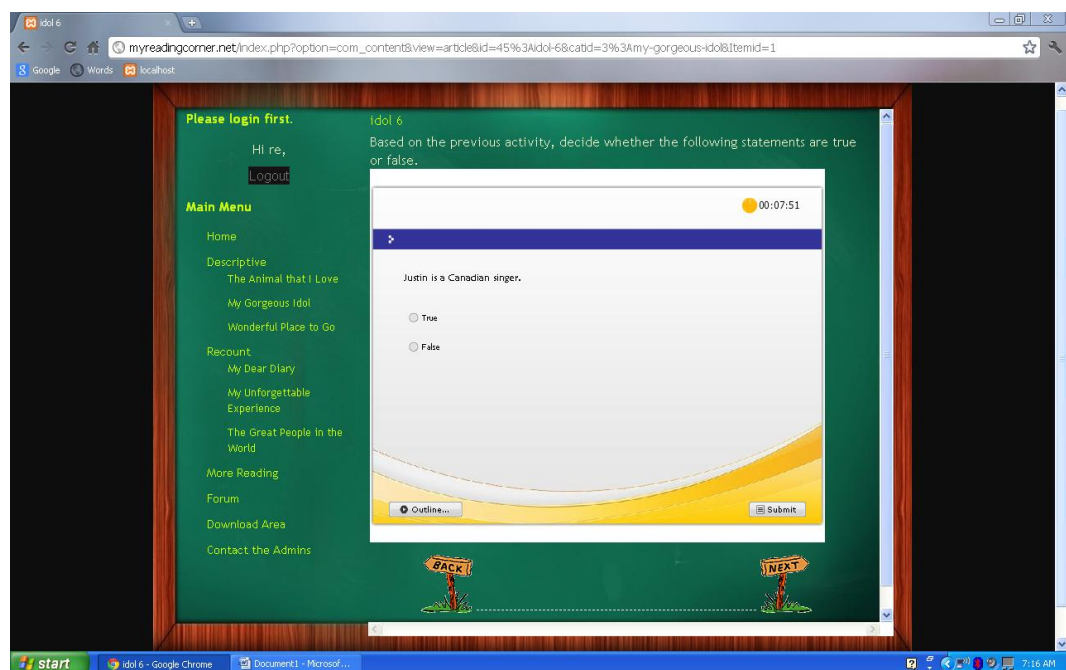 idol 6
myreadingcorner.net/index.php?option=com_content&view=article&id=45%3Aidol-6&catid=3%3Amy-gorgeous-idol&Itemid=1
Google Words localhost
Please login first.
Hi re,
Logout
Main Menu
Home
Descriptive
The Animal that I Love
My Gorgeous Idol
Wonderful Place to Go
Recount
My Dear Diary
My Unforgettable
Experience
The Great People in the
World
More Reading
Forum
Download Area
Contact the Admins
idol 6
Based on the previous activity, decide whether the following statements are true
or false.
00:07:51
Justin is a Canadian singer.
True
False
Outline...
Submit
BACK
NEXT
start
idol 6 - Google Chrome
Document1 - Microsof...
7:16 AM